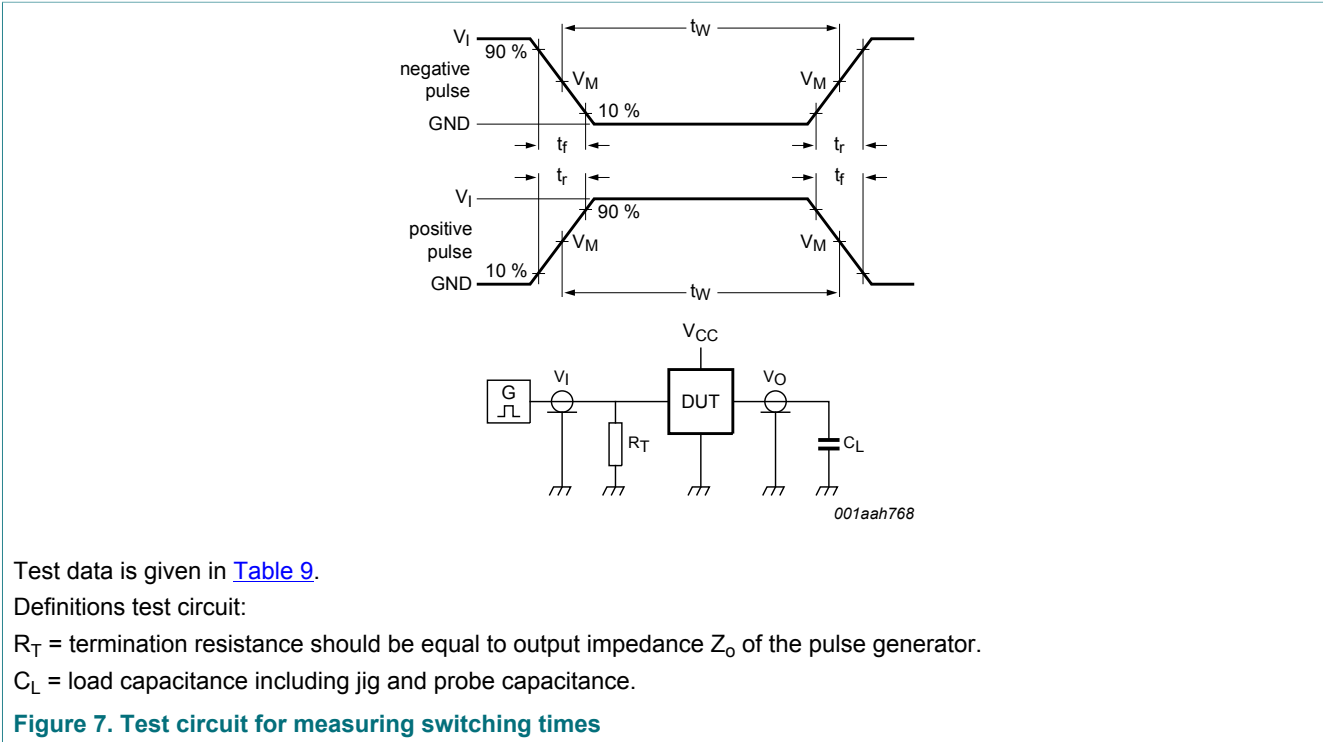 tW
VI
90 %
negative
pulse
VM
VM
10 %
GND
tf
tr
tr
tf
VI
90 %
positive
pulse
VM
VM
10 %
GND
tW
VCC
G
VI
DUT
VO
RT
CL
001aah768
Test data is given in Table 9.
Definitions test circuit:
RT = termination resistance should be equal to output impedance Zo of the pulse generator.
CL = load capacitance including jig and probe capacitance.
Figure 7. Test circuit for measuring switching times